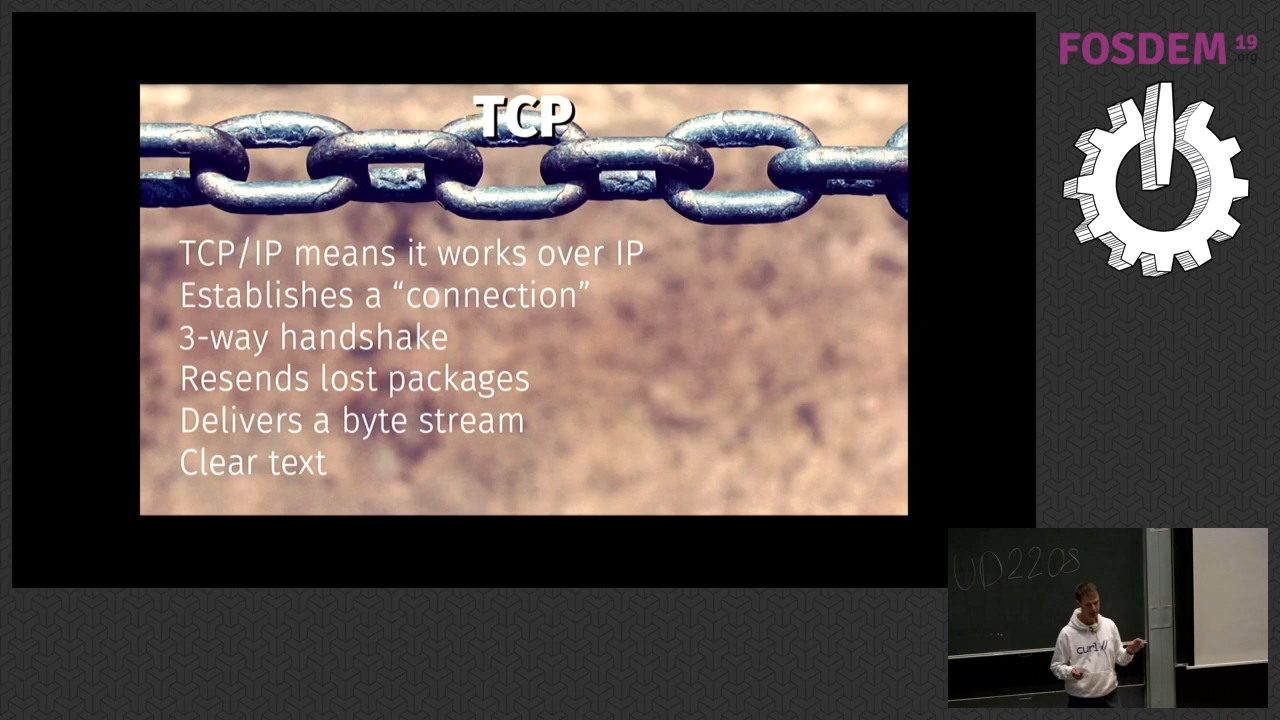 TCP
TCP/IP means it works over IP
Establishes a “connection”
3-way handshake
Resends lost packages
Delivers a byte stream
Clear text
FOSDEM 19
.org
UD2208
curl://